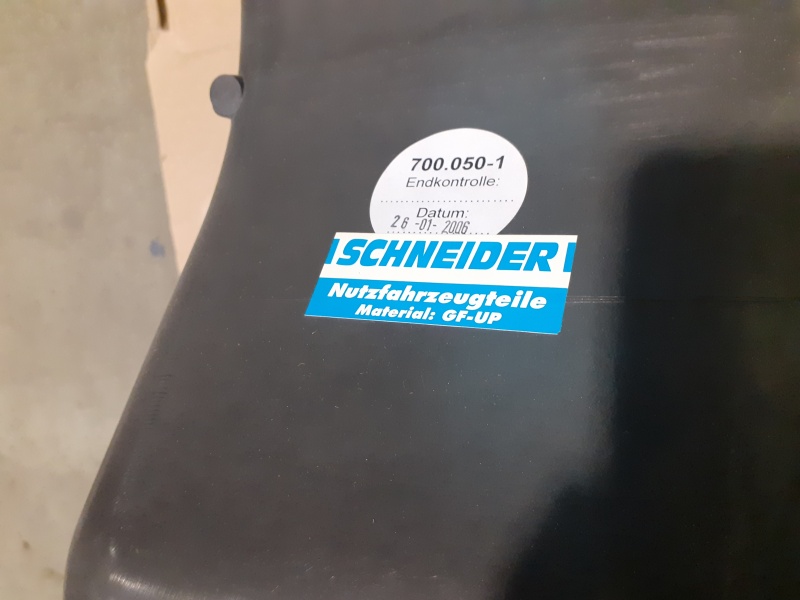 700.050-1
Endkontrolle:
Datum:
26-01-2006
SCHNEIDER
Nutzfahrzeugteile
Material: GF-UP